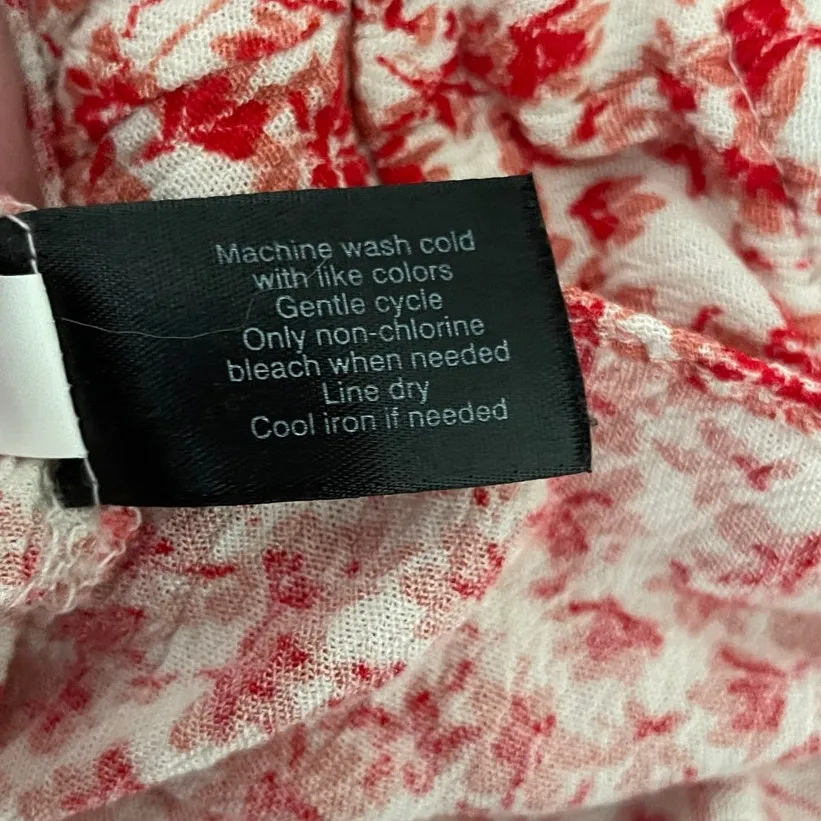 Machine wash cold
with like colors
Gentle cycle
Only non-chlorine
bleach when needed
Line dry
Cool iron if needed